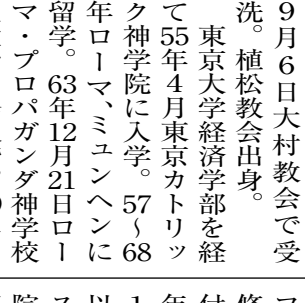 9月6日大村教会で受
洗。植松教会出身。
東京大学経済学部を経
て55年4月東京カトリッ
ク神学院に入学。57〜68
年ローマ、ミュンヘンに
留学。63年12月21日ロー
マ・プロパガンダ神学校